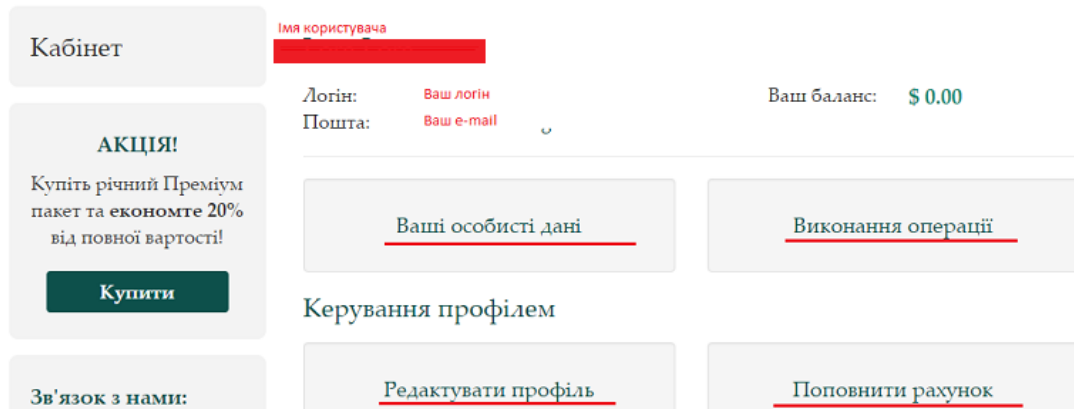 Кабінет
АКЦІЯ!
Купіть річний Преміум
пакет та економте 20%
від повної вартості!
Купити
Зв'язок з нами:
Імя користувача
Логін: Ваш логін
Пошта: Ваш e-mail
Ваш баланс: $ 0.00
Ваші особисті дані
Виконання операції
Керування профілем
Редактувати профіль
Поповнити рахунок